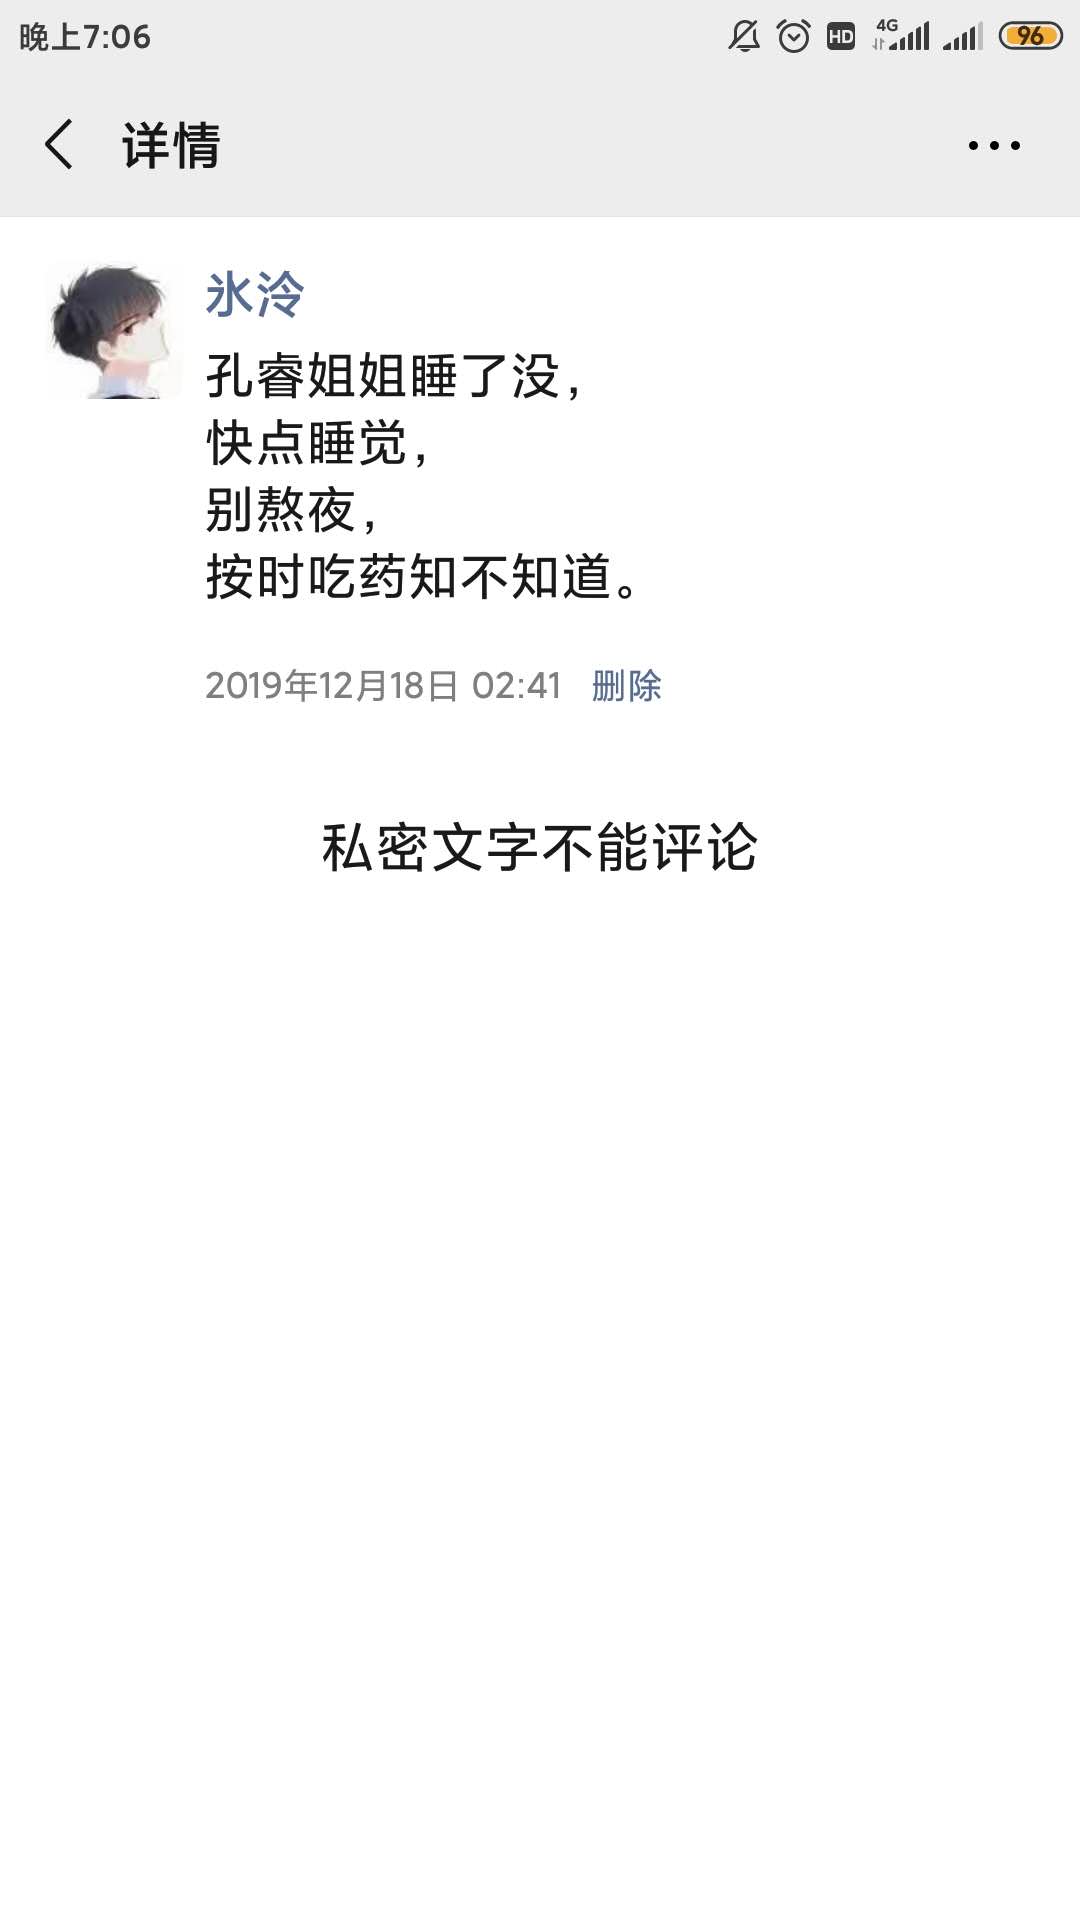 晚上7:06
HD
4G
96
详情
氷泠
孔睿姐姐睡了没，
快点睡觉，
别熬夜，
按时吃药知不知道。
2019年12月18日 02:41 删除
私密文字不能评论